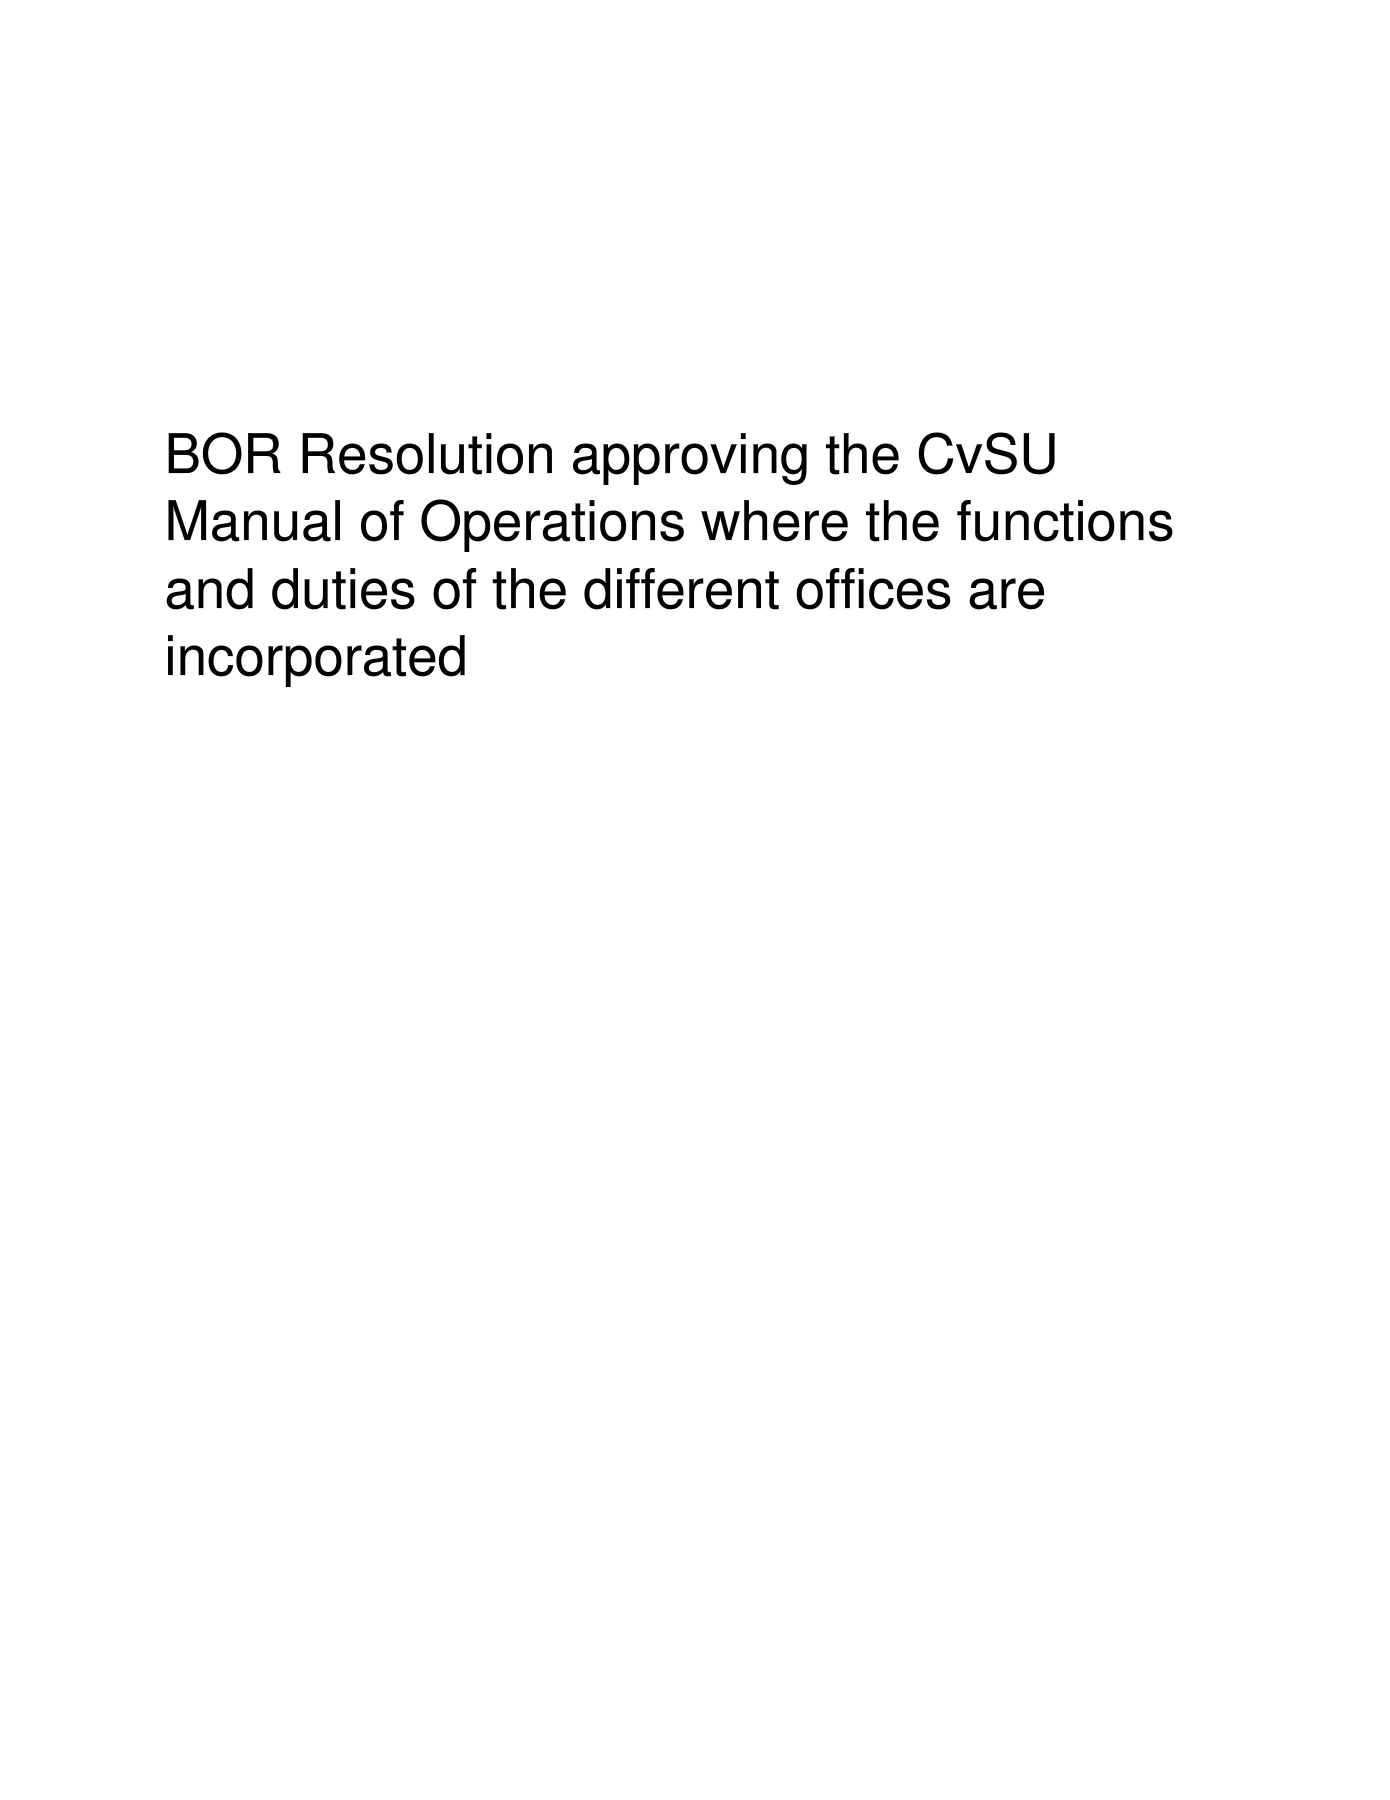 BOR Resolution approving the CvSU
Manual of Operations where the functions
and duties of the different offices are
incorporated